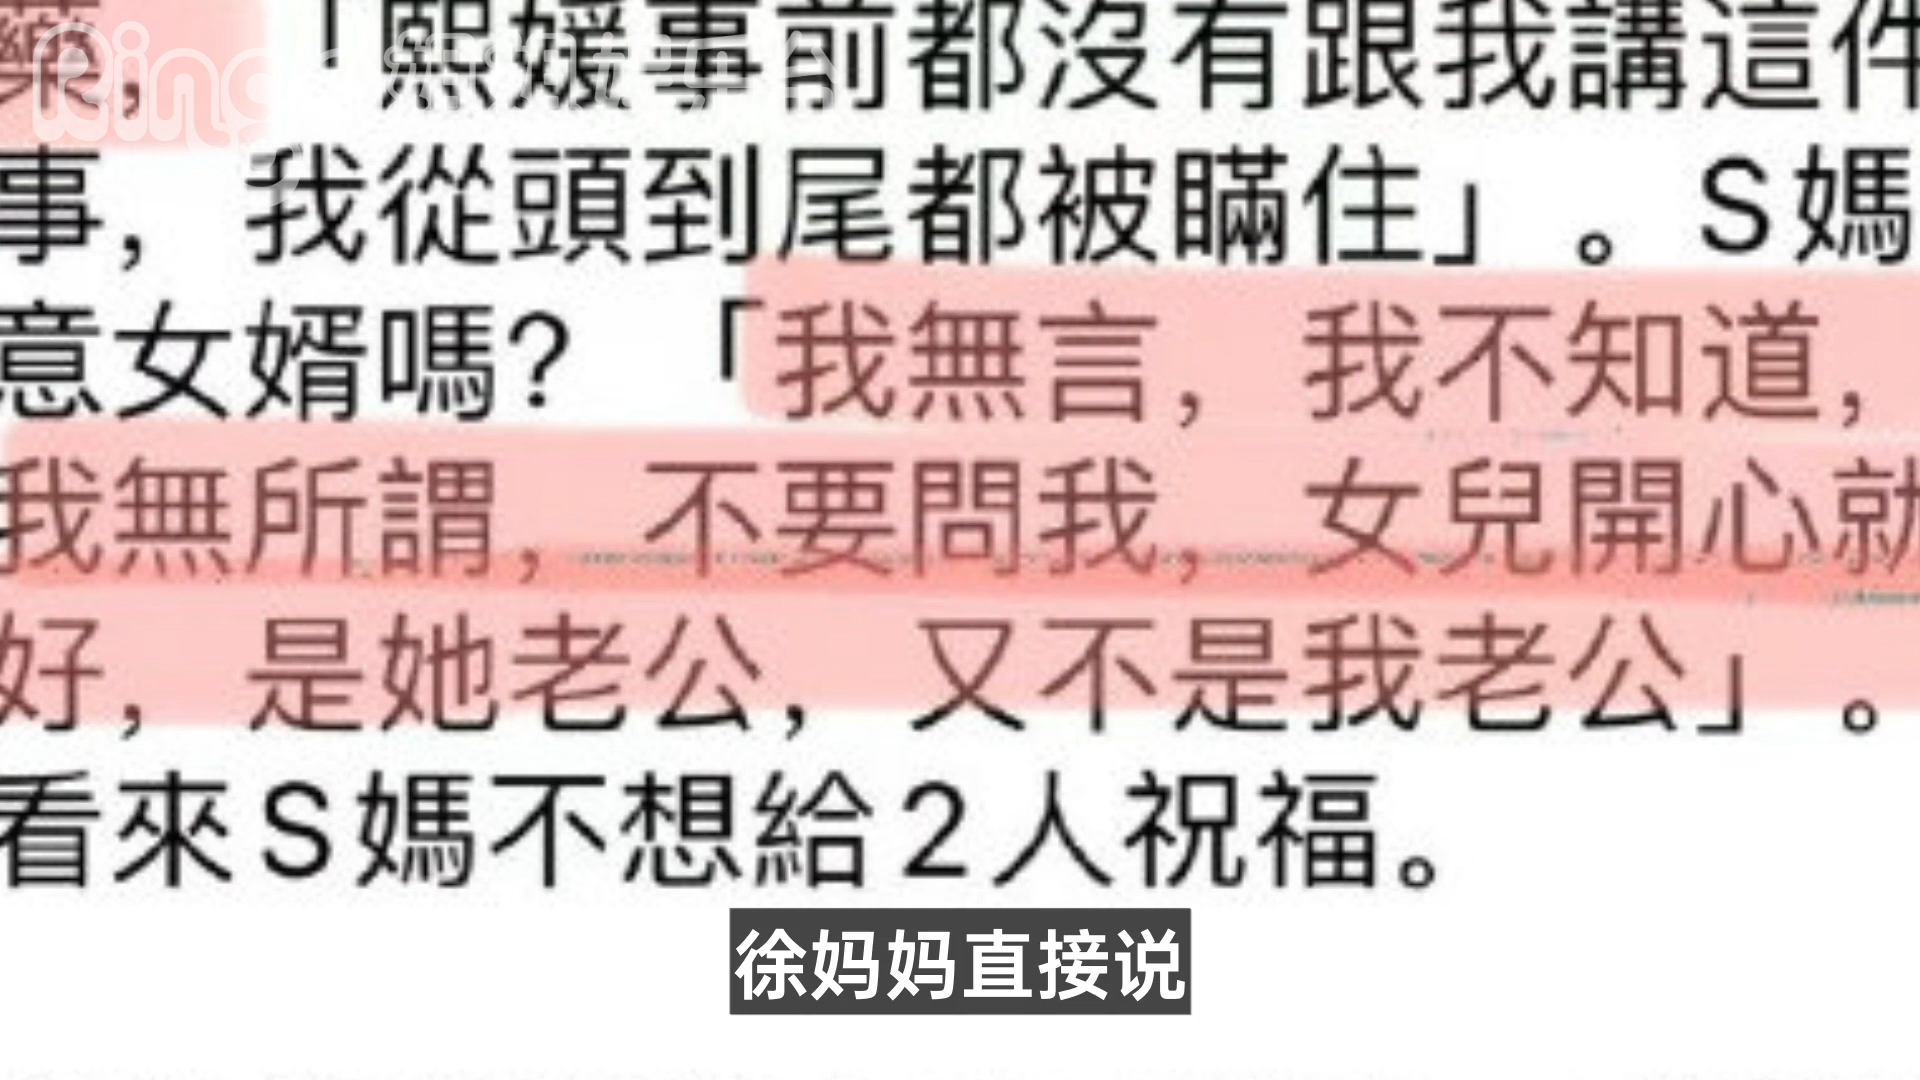 藥，「熙媛事前都沒有跟我講這件
事，我從頭到尾都被瞞住」。S媽
意女婿嗎？「我無言，我不知道，
我無所謂，不要問我，女兒開心就
好，是她老公，又不是我老公」。
看來S媽不想給2人祝福。
徐妈妈直接说